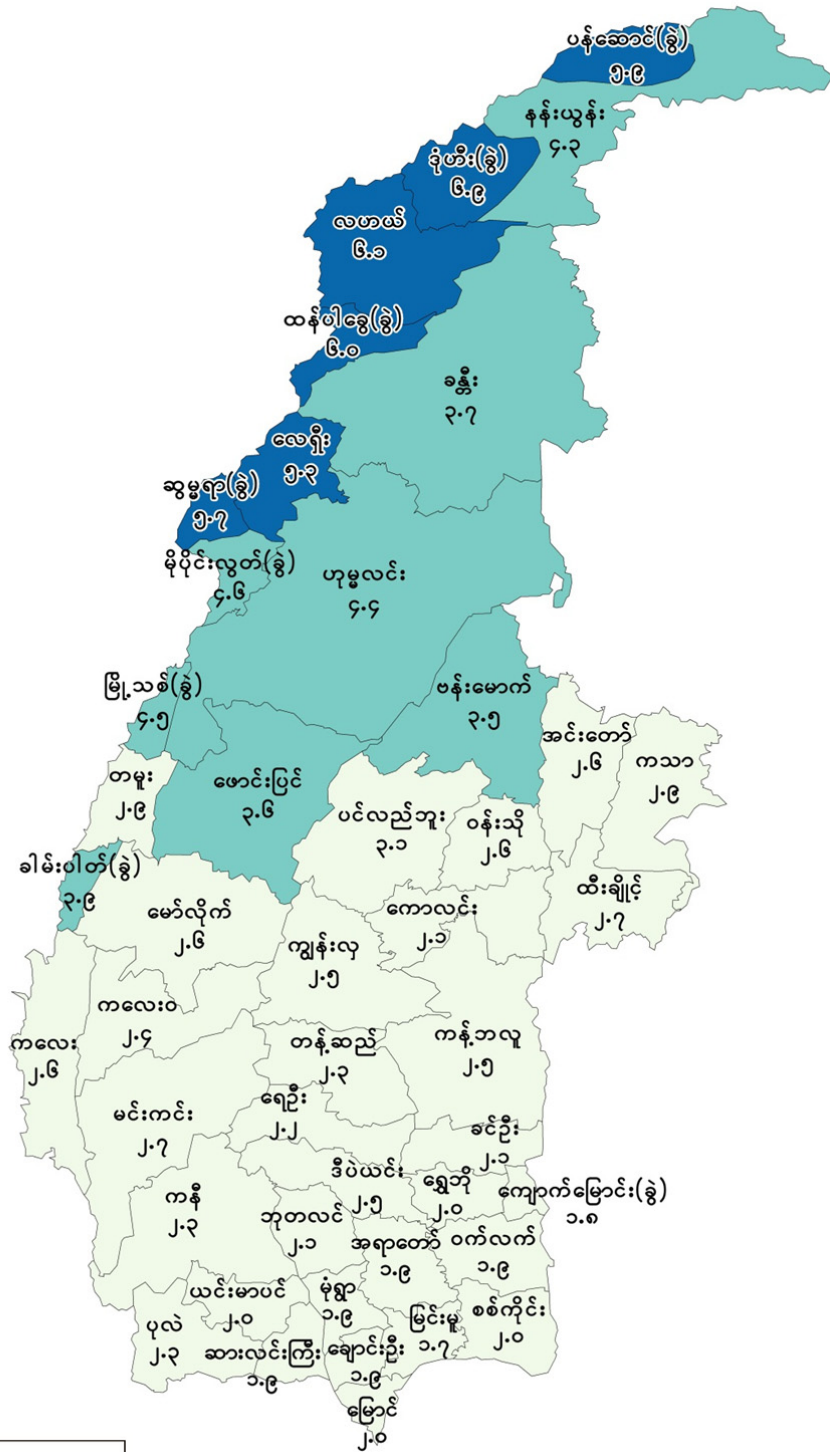 ပန်ဆောင်(ခွဲ)
၅.၉
နန်းယွန်း
၄.၃
ဒုံဟီး(ခွဲ)
၆.၉
လဟယ်
၆.၁
ထန်ပါခွေ(ခွဲ)
၆.၀
ခန္တီး
၃.၇
လေရှီး
၅.၃
ဆွမ္မရာ(ခွဲ)
၅.၇
မိုပိုင်းလွတ်(ခွဲ)
၄.၆
ဟုမ္မလင်း
၄.၄
မြို့သစ်(ခွဲ)
၄.၅
ဗန်းမောက်
၃.၅
အင်းတော်
၂.၆
ကသာ
၂.၉
တမူး
၂.၉
ဖောင်းပြင်
၃.၆
ပင်လည်ဘူး
၃.၁
ဝန်းသို
၂.၆
ခါမ်းပါတ်(ခွဲ)
၃.၉
ထီးချိုင့်
၂.၇
မော်လိုက်
၂.၆
ကောလင်း
၂.၁
ကျွန်းလှ
၂.၅
ကလေးဝ
၂.၄
ကလေး
၂.၆
တန့်ဆည်
၂.၃
ကန့်ဘလူ
၂.၅
ရေဦး
၂.၂
မင်းကင်း
၂.၇
ခင်ဦး
၂.၁
ဒီပဲယင်း
၂.၅
ရွှေဘို
၂.၀
ကျောက်မြောင်း(ခွဲ)
၁.၈
ကနီ
၂.၃
ဘုတလင်
၂.၁
အရာတော်
၁.၉
ဝက်လက်
၁.၉
ယင်းမာပင်
၂.၀
မုံရွာ
၁.၉
မြင်းမူ
၁.၇
စစ်ကိုင်း
၂.၀
ပုလဲ
၂.၃
ဆားလင်းကြီး
၁.၉
ချောင်းဦး
၁.၉
မြောင်
၂.၀